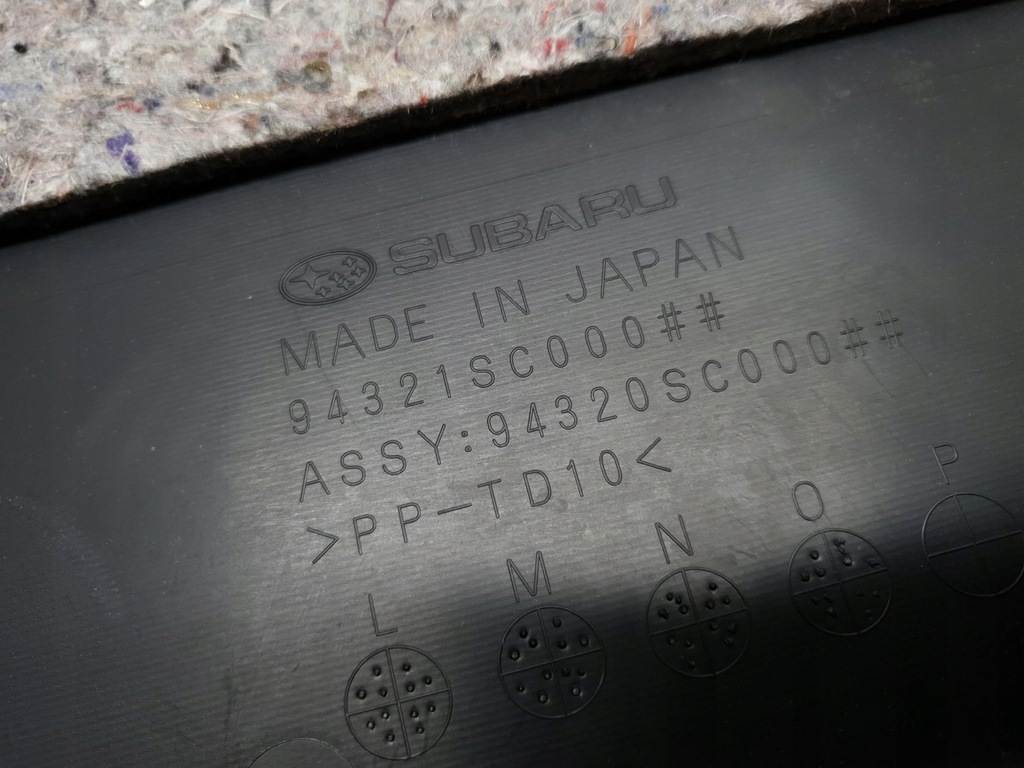 SUBARU
MADE IN JAPAN
94321SC000##
ASSY:94320SC000##
>PP-TD10<
L M N O P